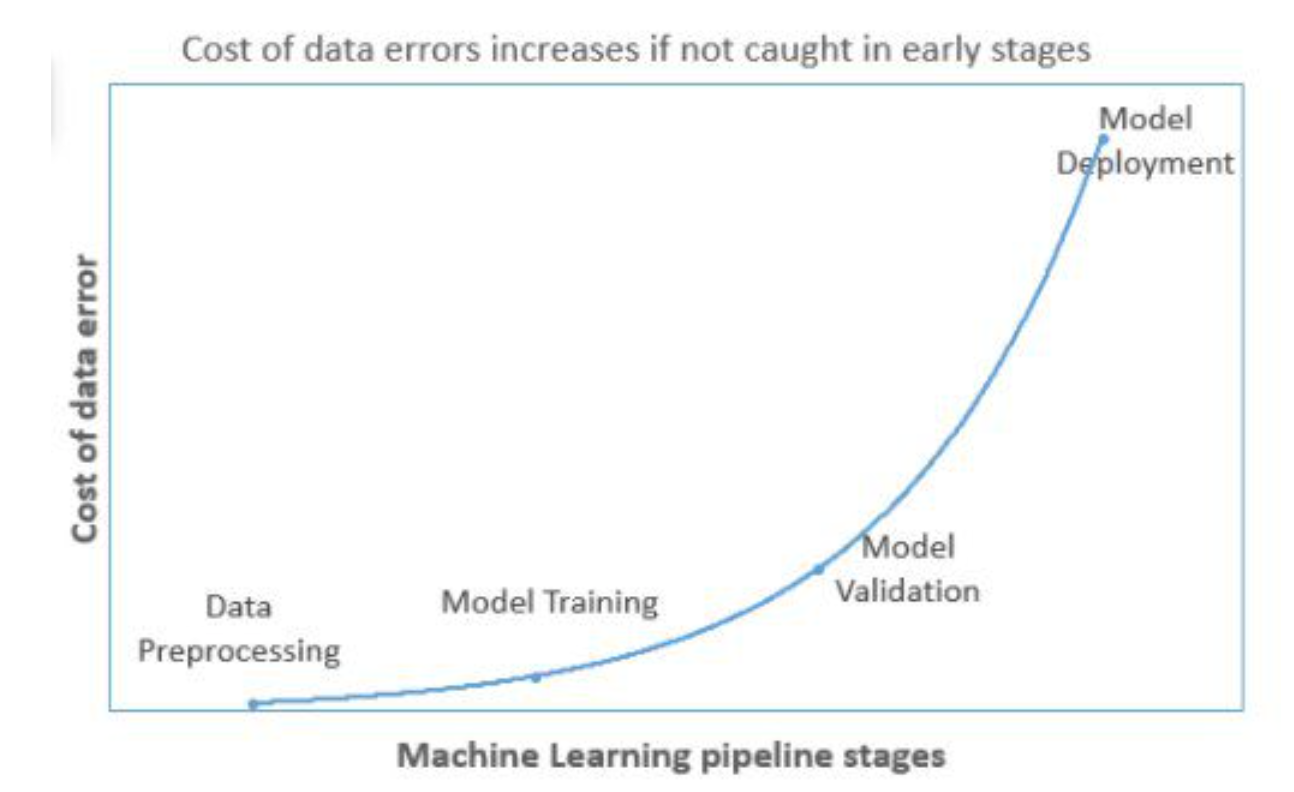 Cost of data errors increases if not caught in early stages
Model
Deployment
Cost of data error
Model
Validation
Model Training
Data
Preprocessing
Machine Learning pipeline stages